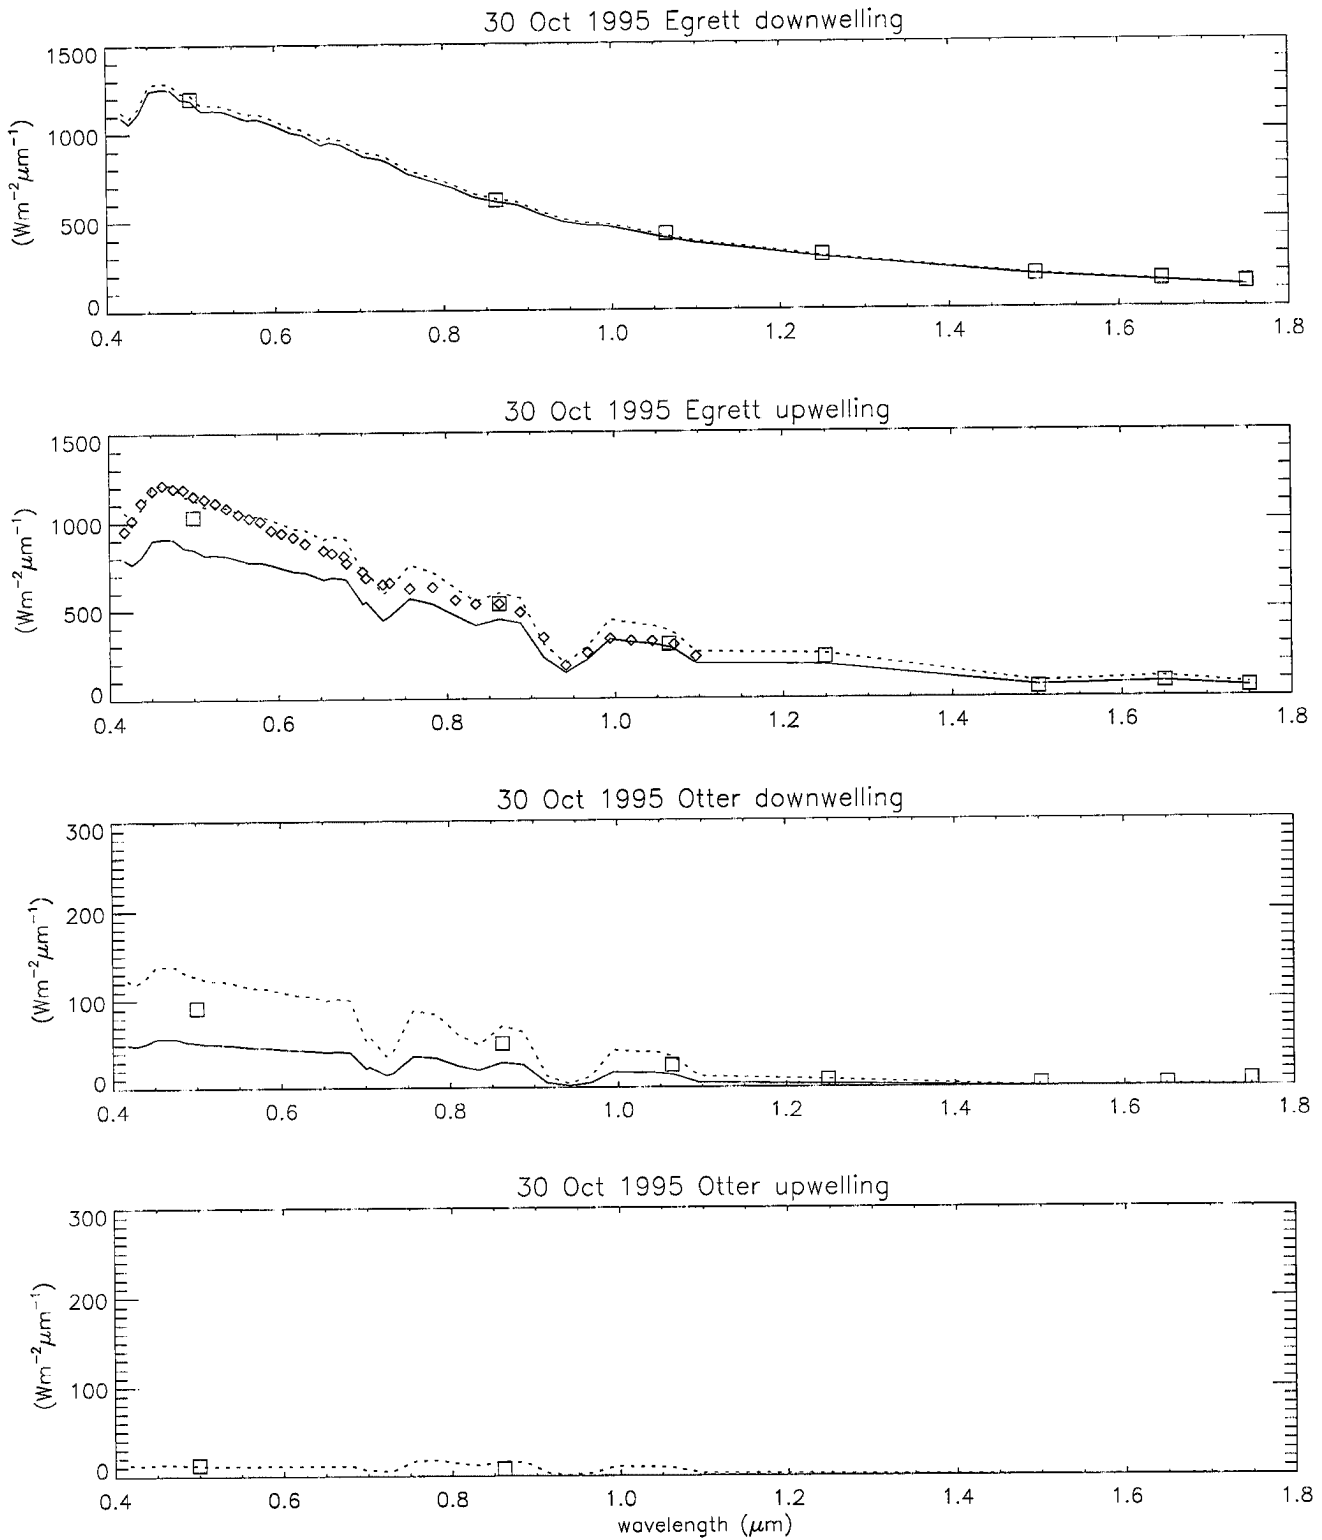 30 Oct 1995 Egrett downwelling
(Wm⁻²μm⁻¹)
1500
1000
500
0
0.4 0.6 0.8 1.0 1.2 1.4 1.6 1.8
30 Oct 1995 Egrett upwelling
(Wm⁻²μm⁻¹)
1500
1000
500
0
0.4 0.6 0.8 1.0 1.2 1.4 1.6 1.8
30 Oct 1995 Otter downwelling
(Wm⁻²μm⁻¹)
300
200
100
0
0.4 0.6 0.8 1.0 1.2 1.4 1.6 1.8
30 Oct 1995 Otter upwelling
(Wm⁻²μm⁻¹)
300
200
100
0
0.4 0.6 0.8 1.0 1.2 1.4 1.6 1.8
wavelength (μm)